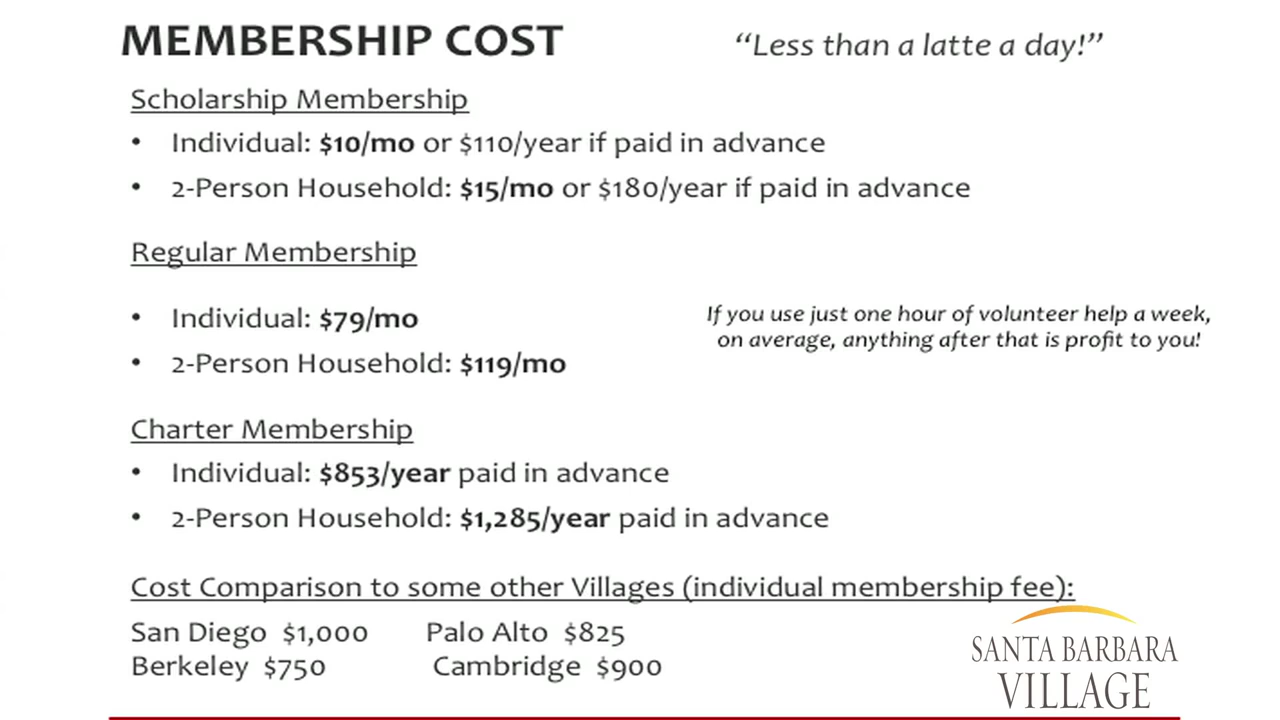 MEMBERSHIP COST
“Less than a latte a day!”
Scholarship Membership
• Individual: $10/mo or $110/year if paid in advance
• 2-Person Household: $15/mo or $180/year if paid in advance
Regular Membership
• Individual: $79/mo
• 2-Person Household: $119/mo
If you use just one hour of volunteer help a week,
on average, anything after that is profit to you!
Charter Membership
• Individual: $853/year paid in advance
• 2-Person Household: $1,285/year paid in advance
Cost Comparison to some other Villages (individual membership fee):
San Diego $1,000 Palo Alto $825
Berkeley $750 Cambridge $900
SANTA BARBARA
VILLAGE